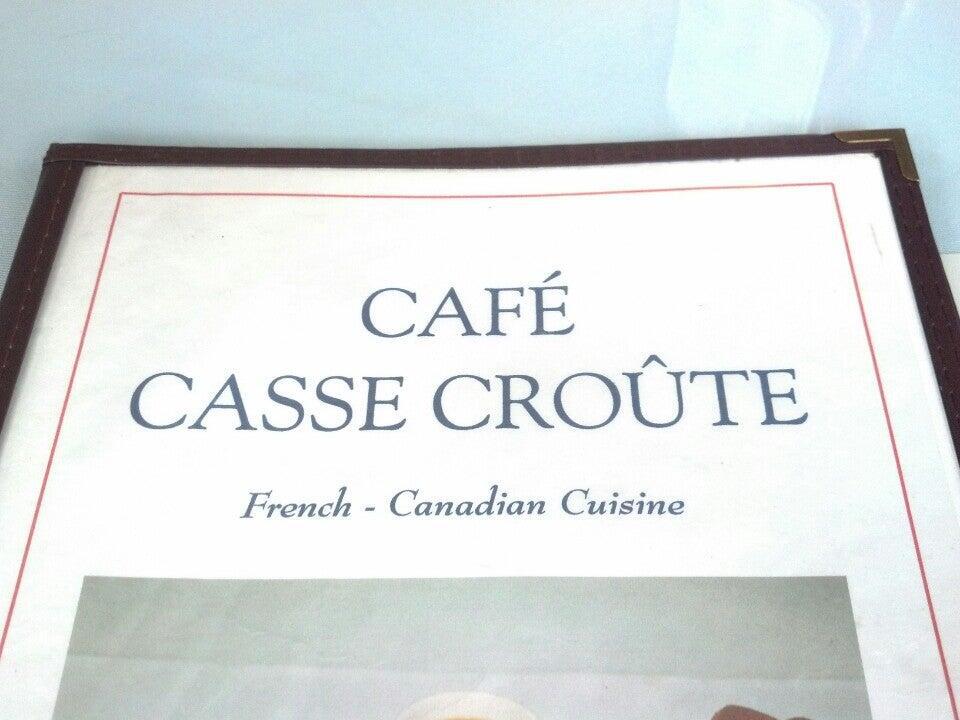 CAFÉ
CASSE CROÛTE
French - Canadian Cuisine